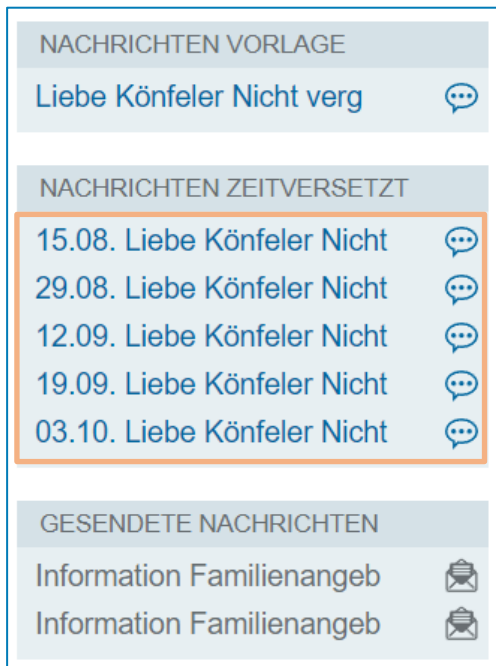 NACHRICHTEN VORLAGE
Liebe Könfeler Nicht verg
NACHRICHTEN ZEITVERSETZT
15.08. Liebe Könfeler Nicht
29.08. Liebe Könfeler Nicht
12.09. Liebe Könfeler Nicht
19.09. Liebe Könfeler Nicht
03.10. Liebe Könfeler Nicht
GESENDETE NACHRICHTEN
Information Familienangeb
Information Familienangeb